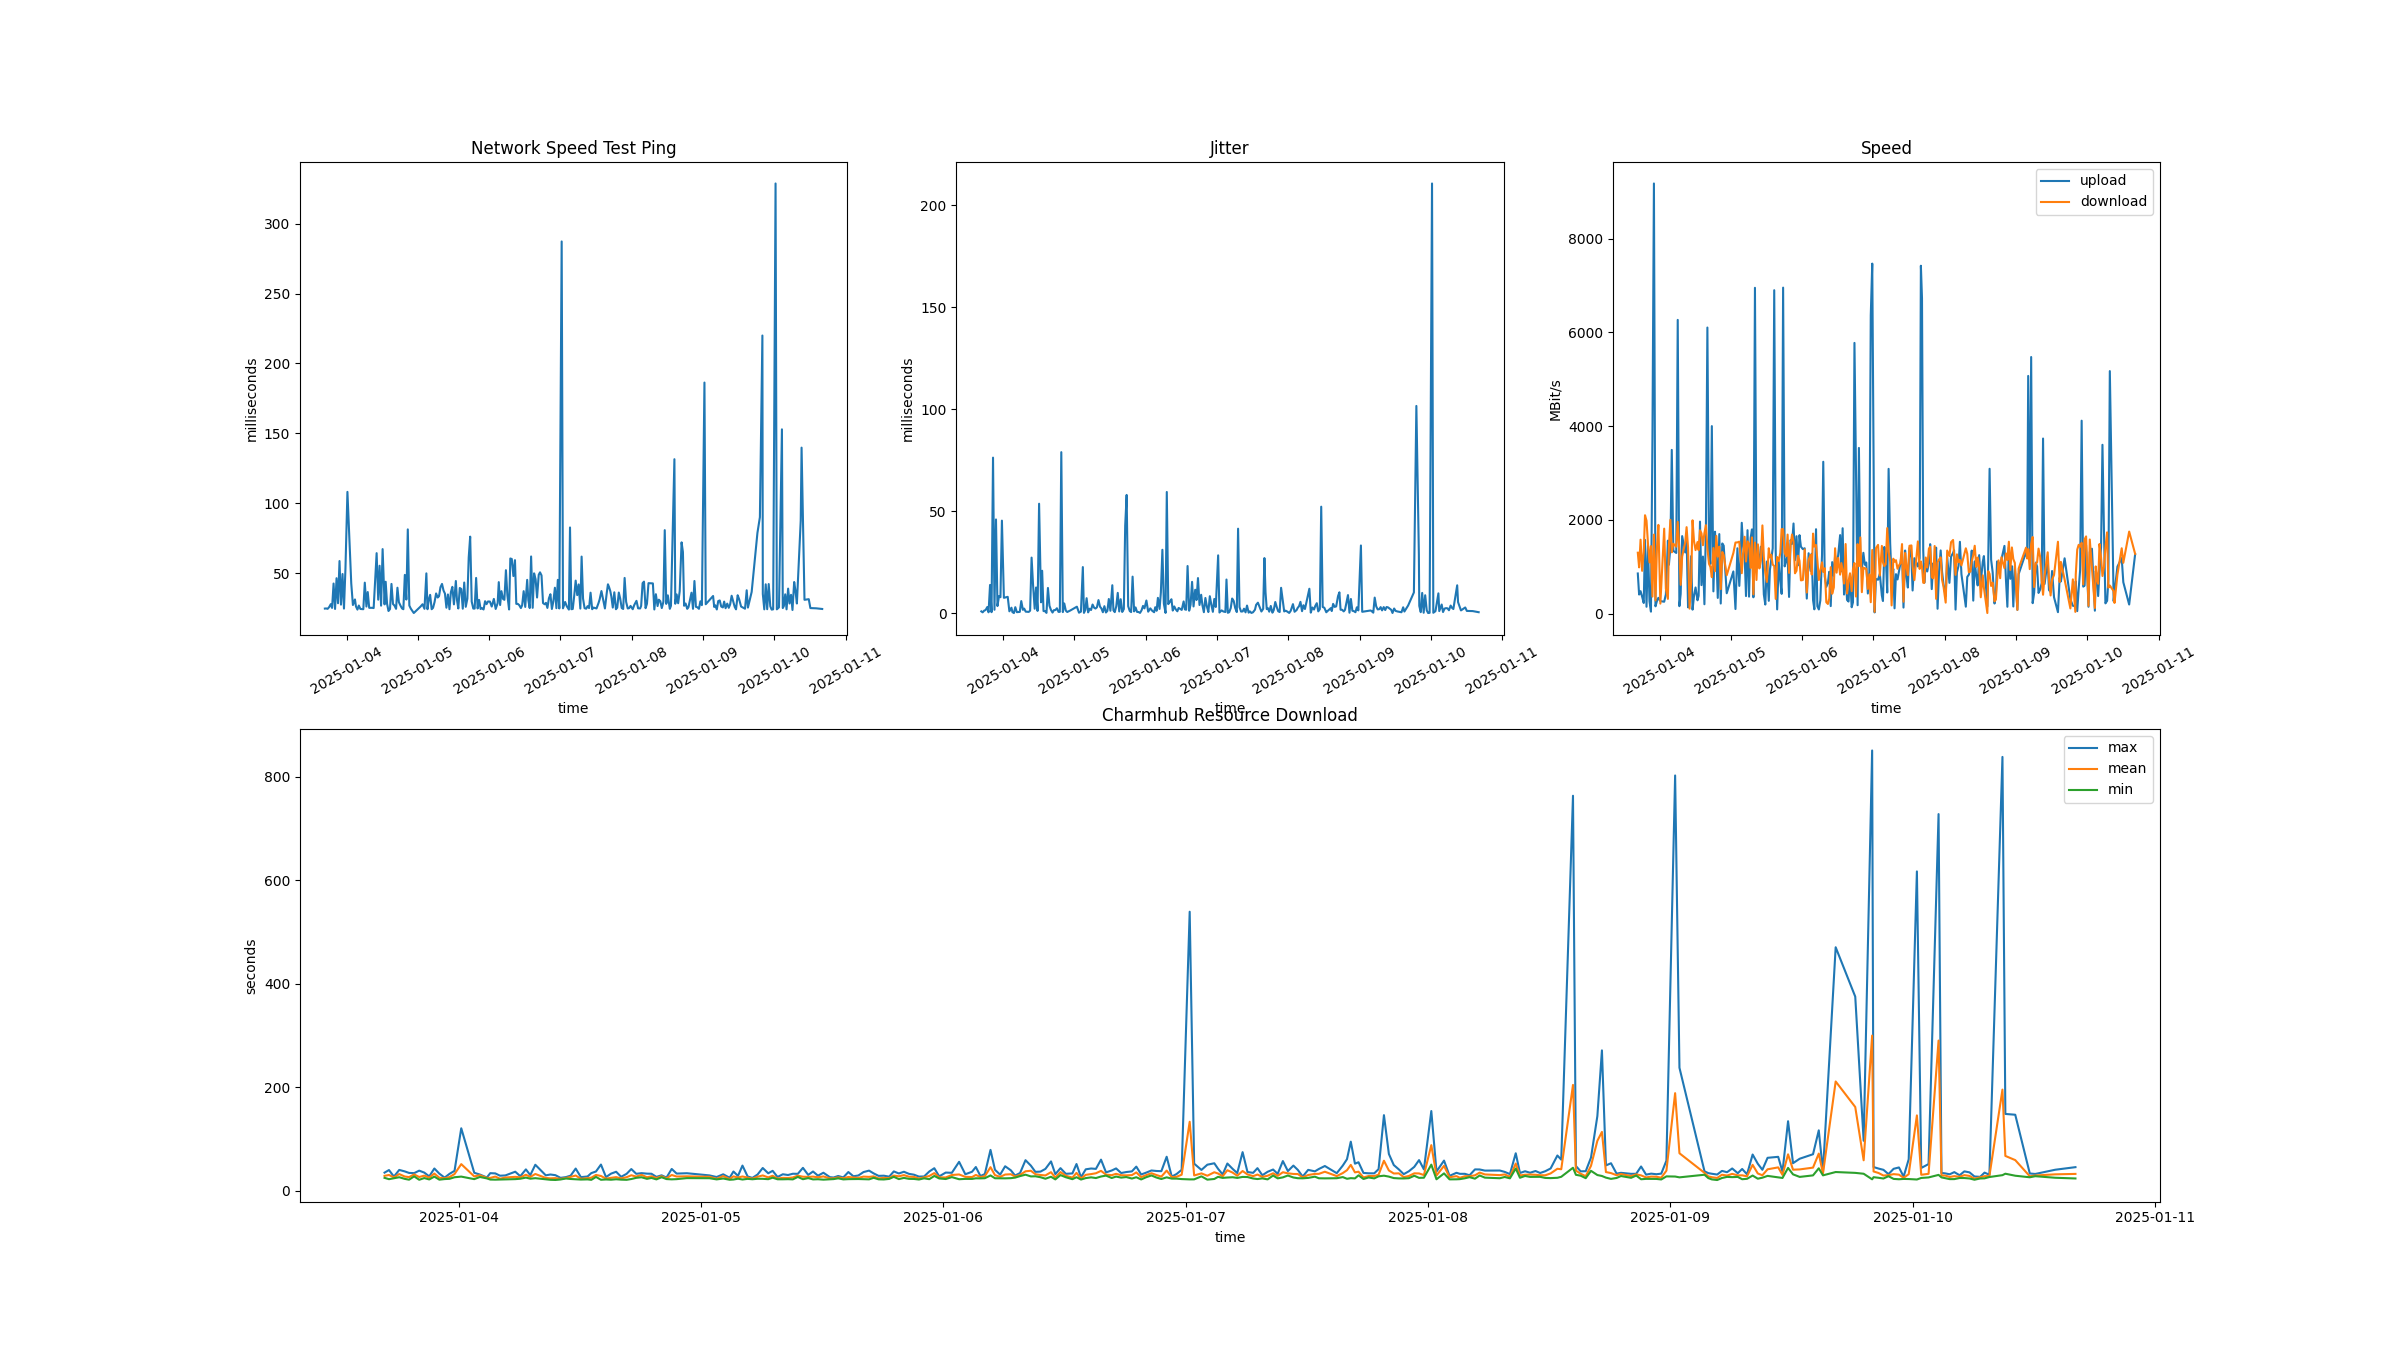 Network Speed Test Ping
milliseconds
300
250
200
150
100
50
2025-01-04 2025-01-05 2025-01-06 2025-01-07 2025-01-08 2025-01-09 2025-01-10 2025-01-11
time
Jitter
milliseconds
200
150
100
50
0
2025-01-04 2025-01-05 2025-01-06 2025-01-07 2025-01-08 2025-01-09 2025-01-10 2025-01-11
time
Speed
upload
download
MBit/s
8000
6000
4000
2000
0
2025-01-04 2025-01-05 2025-01-06 2025-01-07 2025-01-08 2025-01-09 2025-01-10 2025-01-11
time
Charmhub Resource Download
max
mean
min
seconds
800
600
400
200
0
2025-01-04 2025-01-05 2025-01-06 2025-01-07 2025-01-08 2025-01-09 2025-01-10 2025-01-11
time